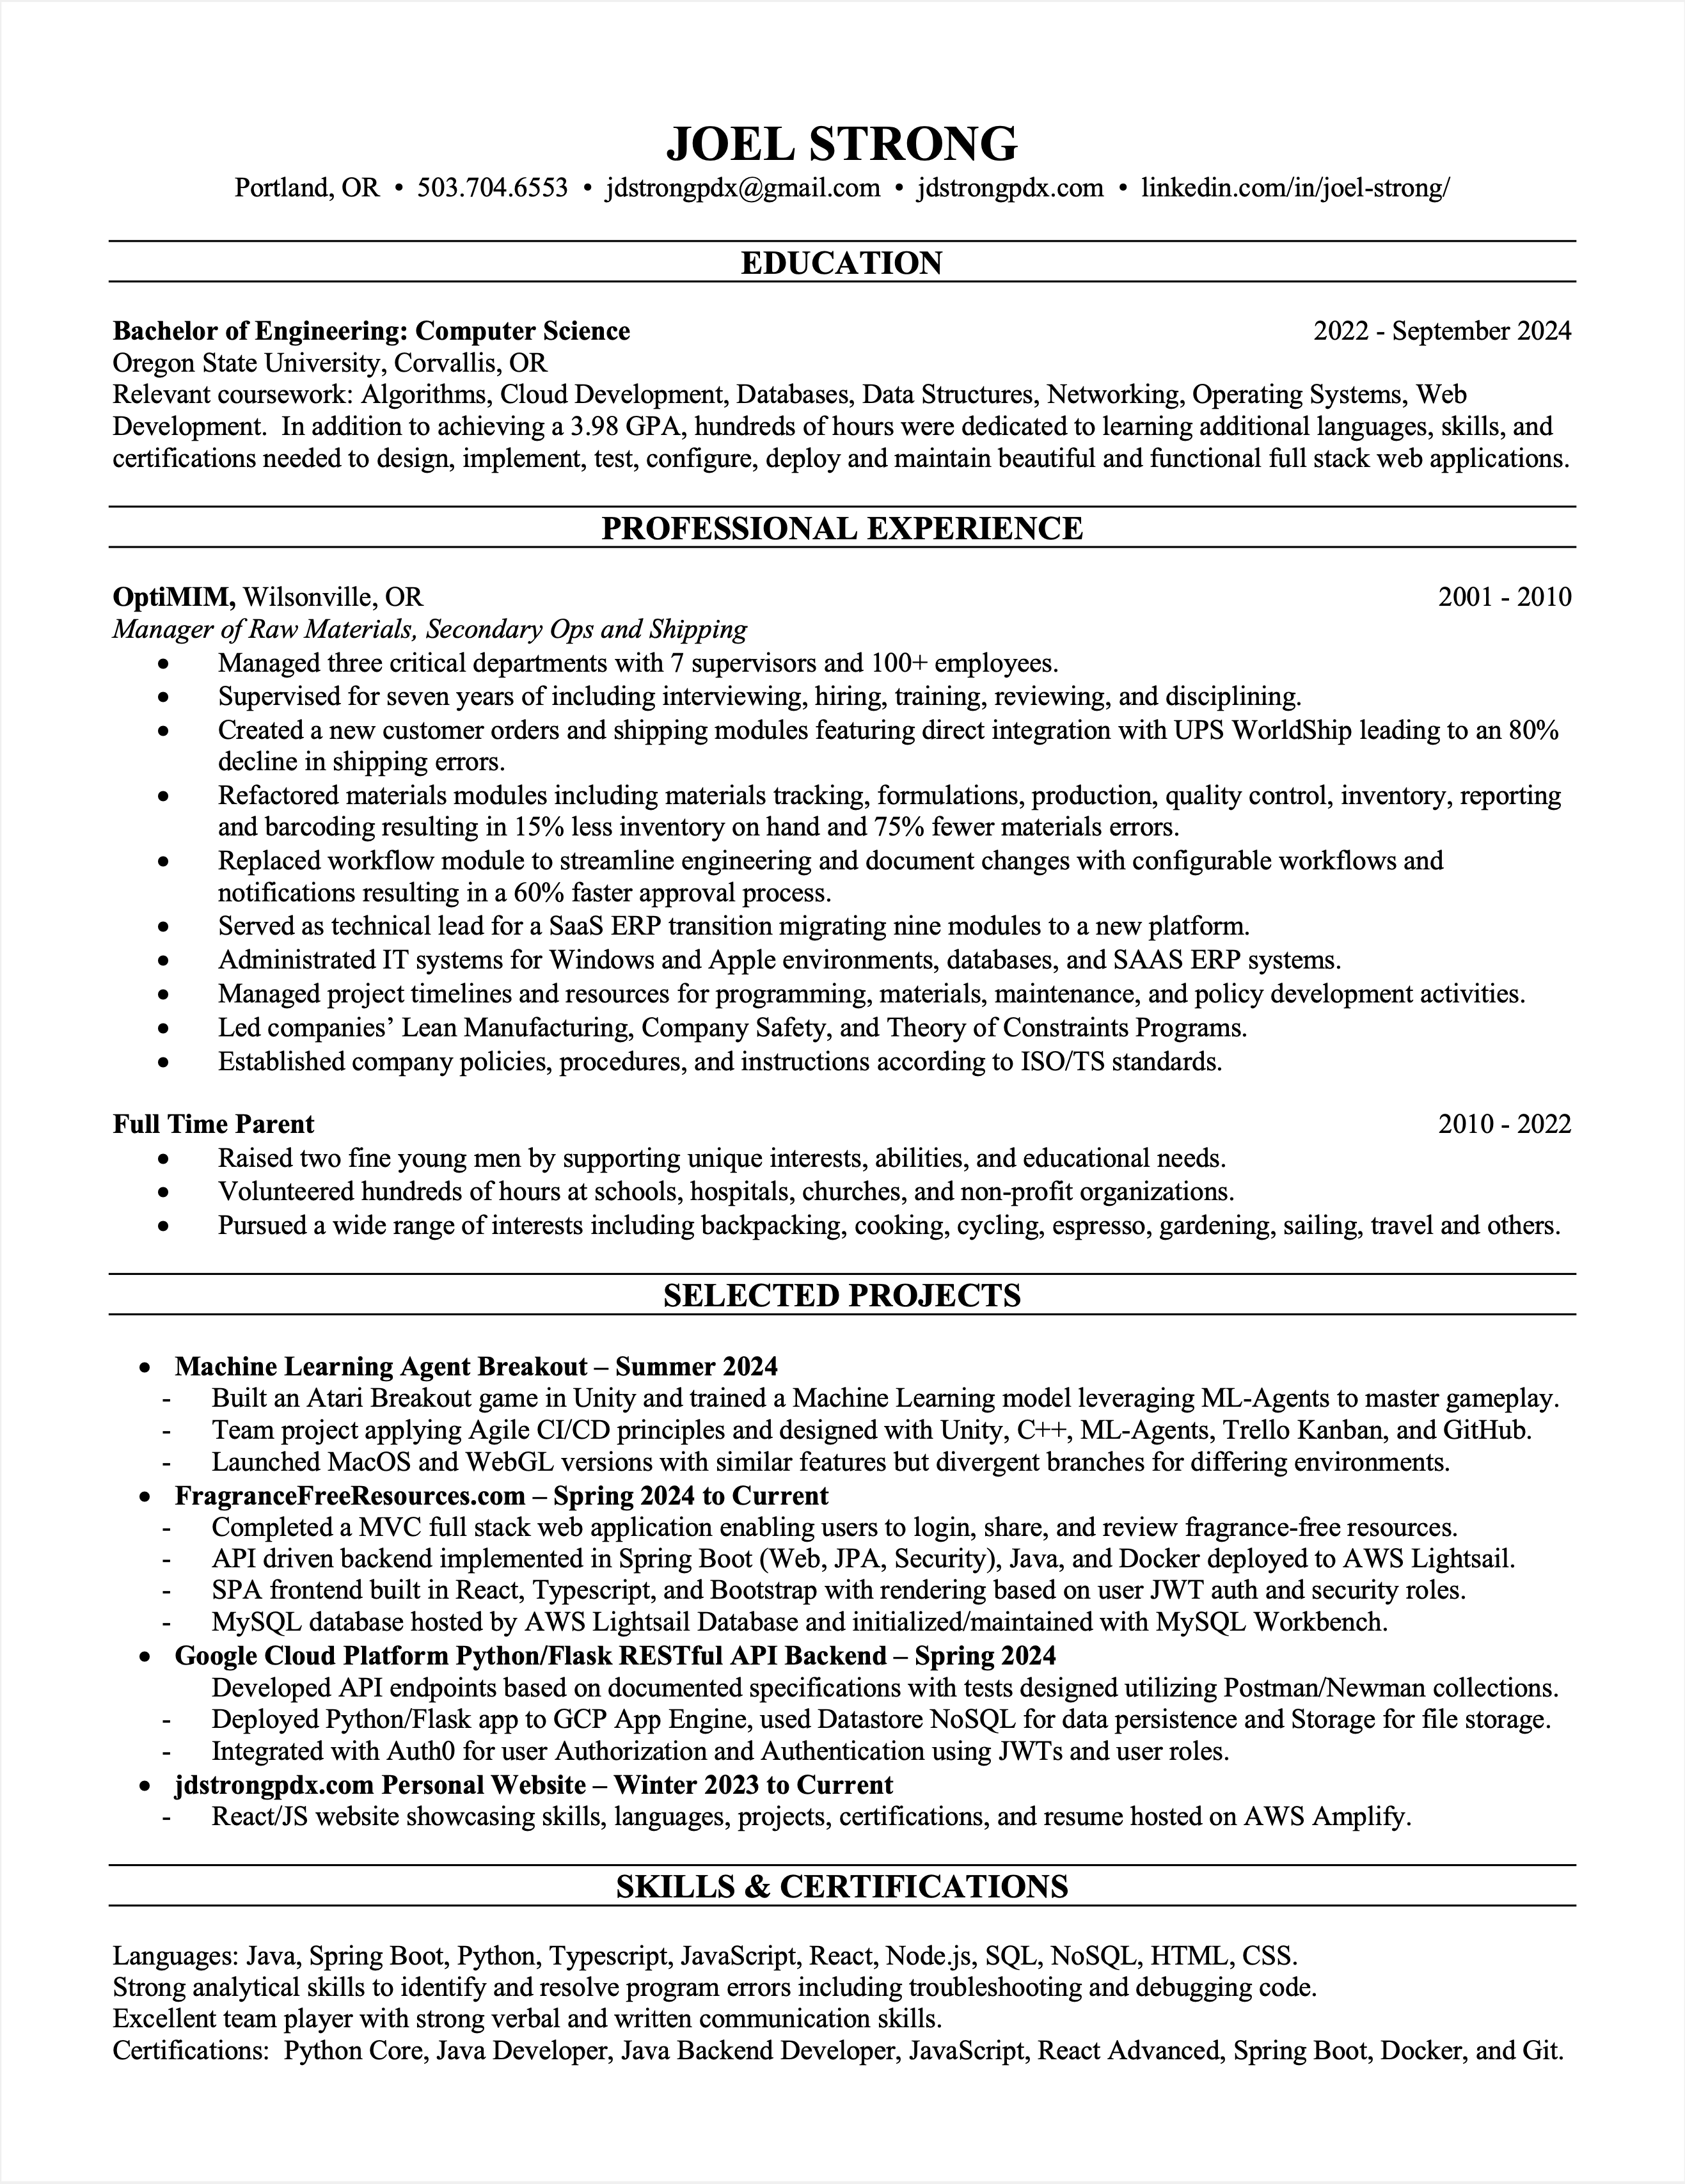 JOEL STRONG
Portland, OR • 503.704.6553 • jdstrongpdx@gmail.com • jdstrongpdx.com • linkedin.com/in/joel-strong/
EDUCATION
Bachelor of Engineering: Computer Science 2022 - September 2024
Oregon State University, Corvallis, OR
Relevant coursework: Algorithms, Cloud Development, Databases, Data Structures, Networking, Operating Systems, Web
Development.  In addition to achieving a 3.98 GPA, hundreds of hours were dedicated to learning additional languages, skills, and
certifications needed to design, implement, test, configure, deploy and maintain beautiful and functional full stack web applications.
PROFESSIONAL EXPERIENCE
OptiMIM, Wilsonville, OR 2001 - 2010
Manager of Raw Materials, Secondary Ops and Shipping
• Managed three critical departments with 7 supervisors and 100+ employees.
• Supervised for seven years of including interviewing, hiring, training, reviewing, and disciplining.
• Created a new customer orders and shipping modules featuring direct integration with UPS WorldShip leading to an 80%
decline in shipping errors.
• Refactored materials modules including materials tracking, formulations, production, quality control, inventory, reporting
and barcoding resulting in 15% less inventory on hand and 75% fewer materials errors.
• Replaced workflow module to streamline engineering and document changes with configurable workflows and
notifications resulting in a 60% faster approval process.
• Served as technical lead for a SaaS ERP transition migrating nine modules to a new platform.
• Administrated IT systems for Windows and Apple environments, databases, and SAAS ERP systems.
• Managed project timelines and resources for programming, materials, maintenance, and policy development activities.
• Led companies’ Lean Manufacturing, Company Safety, and Theory of Constraints Programs.
• Established company policies, procedures, and instructions according to ISO/TS standards.
Full Time Parent 2010 - 2022
• Raised two fine young men by supporting unique interests, abilities, and educational needs.
• Volunteered hundreds of hours at schools, hospitals, churches, and non-profit organizations.
• Pursued a wide range of interests including backpacking, cooking, cycling, espresso, gardening, sailing, travel and others.
SELECTED PROJECTS
• Machine Learning Agent Breakout – Summer 2024
- Built an Atari Breakout game in Unity and trained a Machine Learning model leveraging ML-Agents to master gameplay.
- Team project applying Agile CI/CD principles and designed with Unity, C++, ML-Agents, Trello Kanban, and GitHub.
- Launched MacOS and WebGL versions with similar features but divergent branches for differing environments.
• FragranceFreeResources.com – Spring 2024 to Current
- Completed a MVC full stack web application enabling users to login, share, and review fragrance-free resources.
- API driven backend implemented in Spring Boot (Web, JPA, Security), Java, and Docker deployed to AWS Lightsail.
- SPA frontend built in React, Typescript, and Bootstrap with rendering based on user JWT auth and security roles.
- MySQL database hosted by AWS Lightsail Database and initialized/maintained with MySQL Workbench.
• Google Cloud Platform Python/Flask RESTful API Backend – Spring 2024
Developed API endpoints based on documented specifications with tests designed utilizing Postman/Newman collections.
- Deployed Python/Flask app to GCP App Engine, used Datastore NoSQL for data persistence and Storage for file storage.
- Integrated with Auth0 for user Authorization and Authentication using JWTs and user roles.
• jdstrongpdx.com Personal Website – Winter 2023 to Current
- React/JS website showcasing skills, languages, projects, certifications, and resume hosted on AWS Amplify.
SKILLS & CERTIFICATIONS
Languages: Java, Spring Boot, Python, Typescript, JavaScript, React, Node.js, SQL, NoSQL, HTML, CSS.
Strong analytical skills to identify and resolve program errors including troubleshooting and debugging code.
Excellent team player with strong verbal and written communication skills.
Certifications:  Python Core, Java Developer, Java Backend Developer, JavaScript, React Advanced, Spring Boot, Docker, and Git.